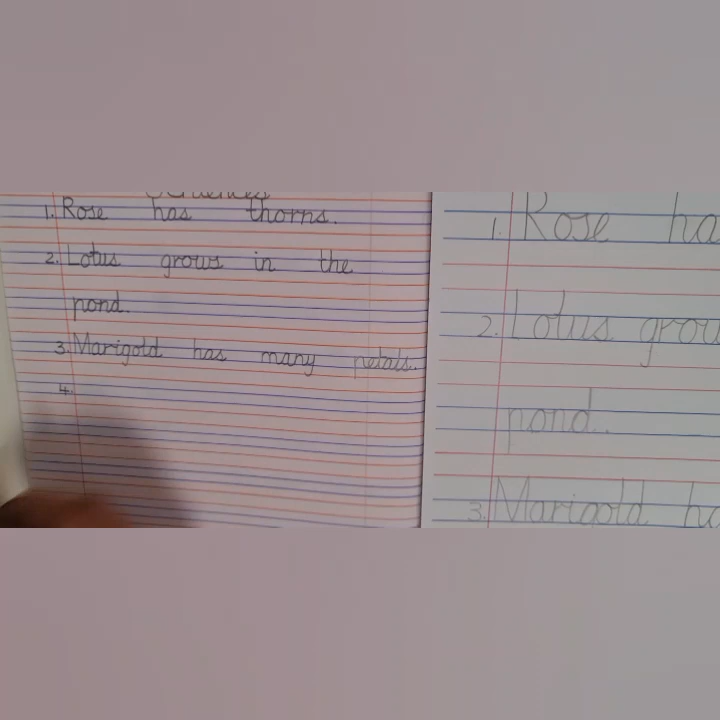 Sentences
1. Rose has thorns.
2. Lotus grows in the
pond.
3. Marigold has many petals.
4.
1. Rose ha
2. Lotus grow
pond.
3. Marigold ha